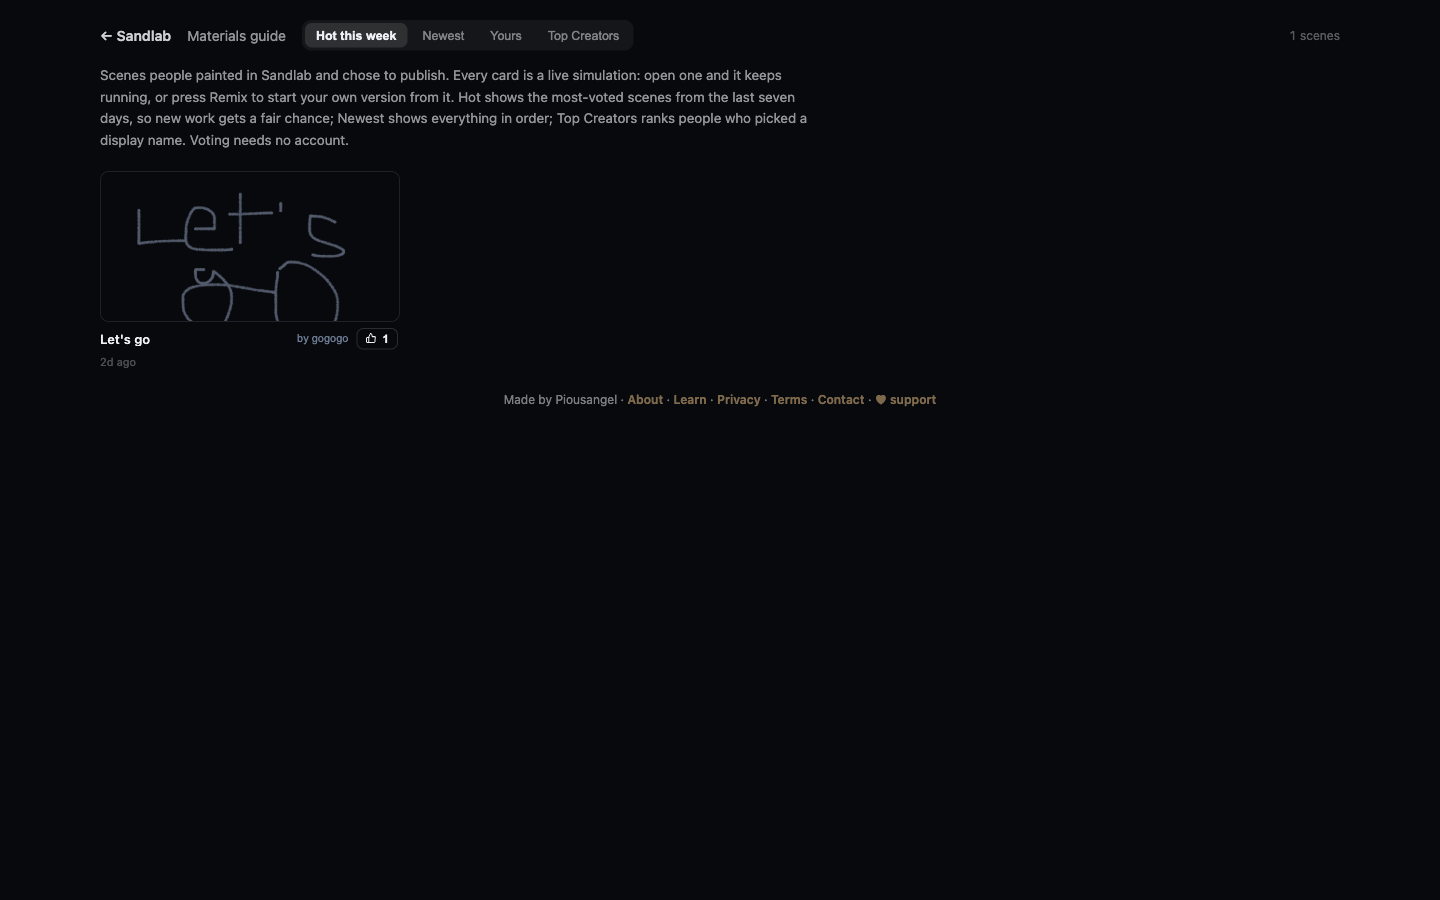 ← Sandlab Materials guide Hot this week Newest Yours Top Creators 1 scenes
Scenes people painted in Sandlab and chose to publish. Every card is a live simulation: open one and it keeps
running, or press Remix to start your own version from it. Hot shows the most-voted scenes from the last seven
days, so new work gets a fair chance; Newest shows everything in order; Top Creators ranks people who picked a
display name. Voting needs no account.
Let's
go
Let's go by gogogo 1
2d ago
Made by Piousangel · About · Learn · Privacy · Terms · Contact · ♥ support